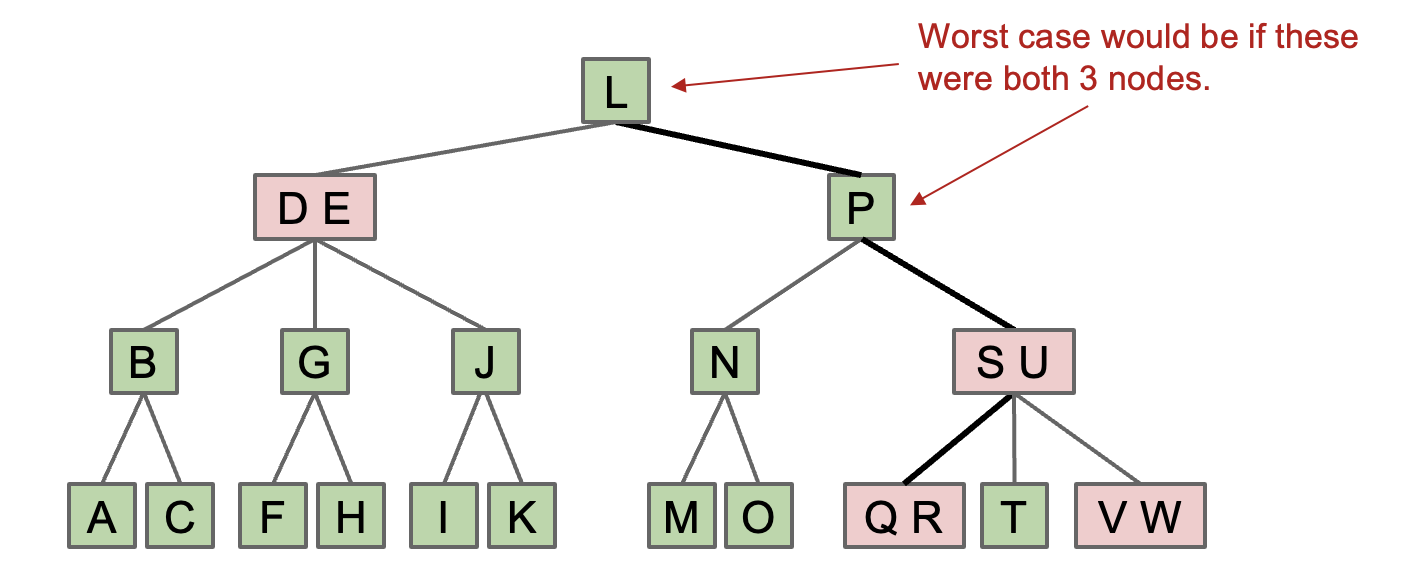 Worst case would be if these
were both 3 nodes.
L
D E
P
B
G
J
N
S U
A
C
F
H
I
K
M
O
Q R
T
V W